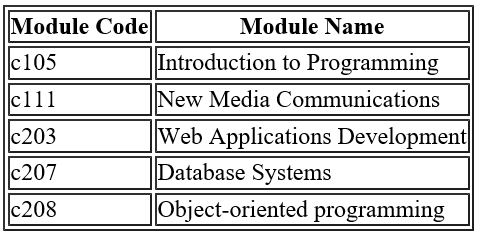 Module Code Module Name
c105 Introduction to Programming
c111 New Media Communications
c203 Web Applications Development
c207 Database Systems
c208 Object-oriented programming